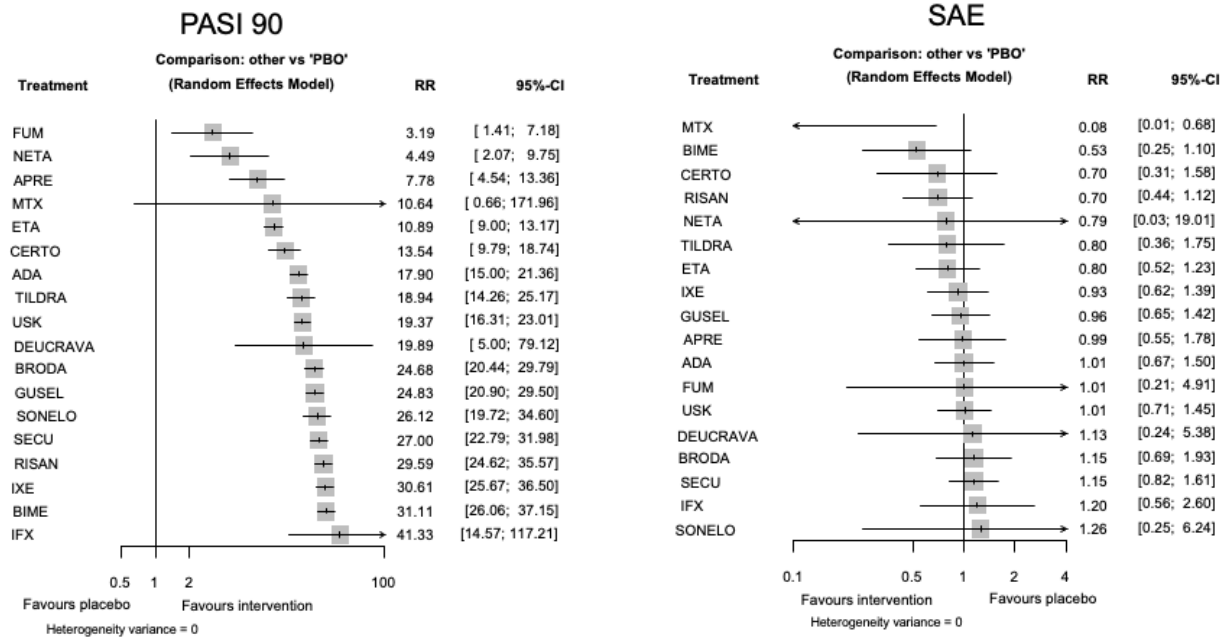 PASI 90
Comparison: other vs 'PBO'
Treatment (Random Effects Model) RR 95%-CI
FUM 3.19 [ 1.41; 7.18]
NETA 4.49 [ 2.07; 9.75]
APRE 7.78 [ 4.54; 13.36]
MTX 10.64 [ 0.66; 171.96]
ETA 10.89 [ 9.00; 13.17]
CERTO 13.54 [ 9.79; 18.74]
ADA 17.90 [15.00; 21.36]
TILDRA 18.94 [14.26; 25.17]
USK 19.37 [16.31; 23.01]
DEUCRAVA 19.89 [ 5.00; 79.12]
BRODA 24.68 [20.44; 29.79]
GUSEL 24.83 [20.90; 29.50]
SONELO 26.12 [19.72; 34.60]
SECU 27.00 [22.79; 31.98]
RISAN 29.59 [24.62; 35.57]
IXE 30.61 [25.67; 36.50]
BIME 31.11 [26.06; 37.15]
IFX 41.33 [14.57; 117.21]
0.5 1 2 100
Favours placebo Favours intervention
Heterogeneity variance = 0
SAE
Comparison: other vs 'PBO'
Treatment (Random Effects Model) RR 95%-CI
MTX 0.08 [0.01; 0.68]
BIME 0.53 [0.25; 1.10]
CERTO 0.70 [0.31; 1.58]
RISAN 0.70 [0.44; 1.12]
NETA 0.79 [0.03; 19.01]
TILDRA 0.80 [0.36; 1.75]
ETA 0.80 [0.52; 1.23]
IXE 0.93 [0.62; 1.39]
GUSEL 0.96 [0.65; 1.42]
APRE 0.99 [0.55; 1.78]
ADA 1.01 [0.67; 1.50]
FUM 1.01 [0.21; 4.91]
USK 1.01 [0.71; 1.45]
DEUCRAVA 1.13 [0.24; 5.38]
BRODA 1.15 [0.69; 1.93]
SECU 1.15 [0.82; 1.61]
IFX 1.20 [0.56; 2.60]
SONELO 1.26 [0.25; 6.24]
0.1 0.5 1 2 4
Favours intervention Favours placebo
Heterogeneity variance = 0